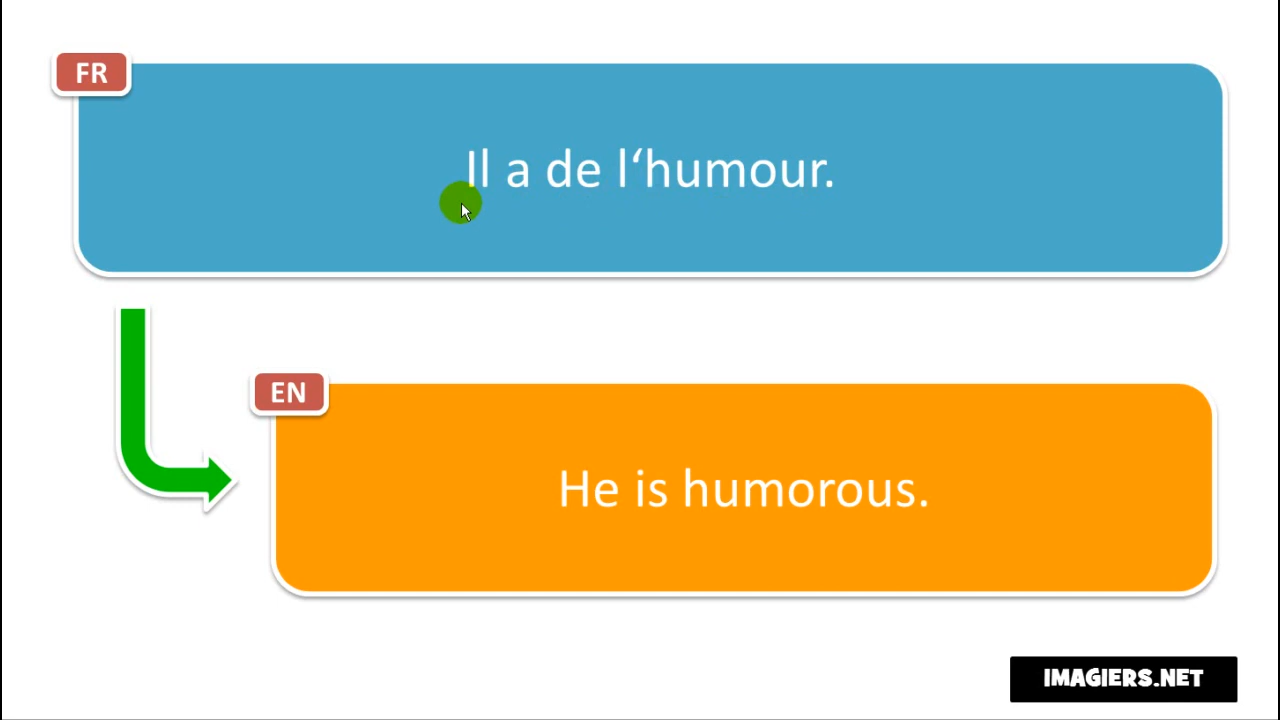 FR
Il a de l‘humour.
EN
He is humorous.
IMAGIERS.NET